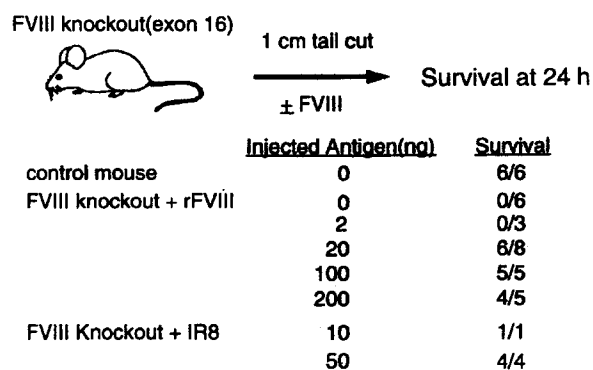 FVIII knockout(exon 16)
1 cm tail cut
Survival at 24 h
± FVIII
Injected Antigen(ng) Survival
control mouse 0 6/6
FVIII knockout + rFVIII 0 0/6
2 0/3
20 6/8
100 5/5
200 4/5
FVIII Knockout + IR8 10 1/1
50 4/4